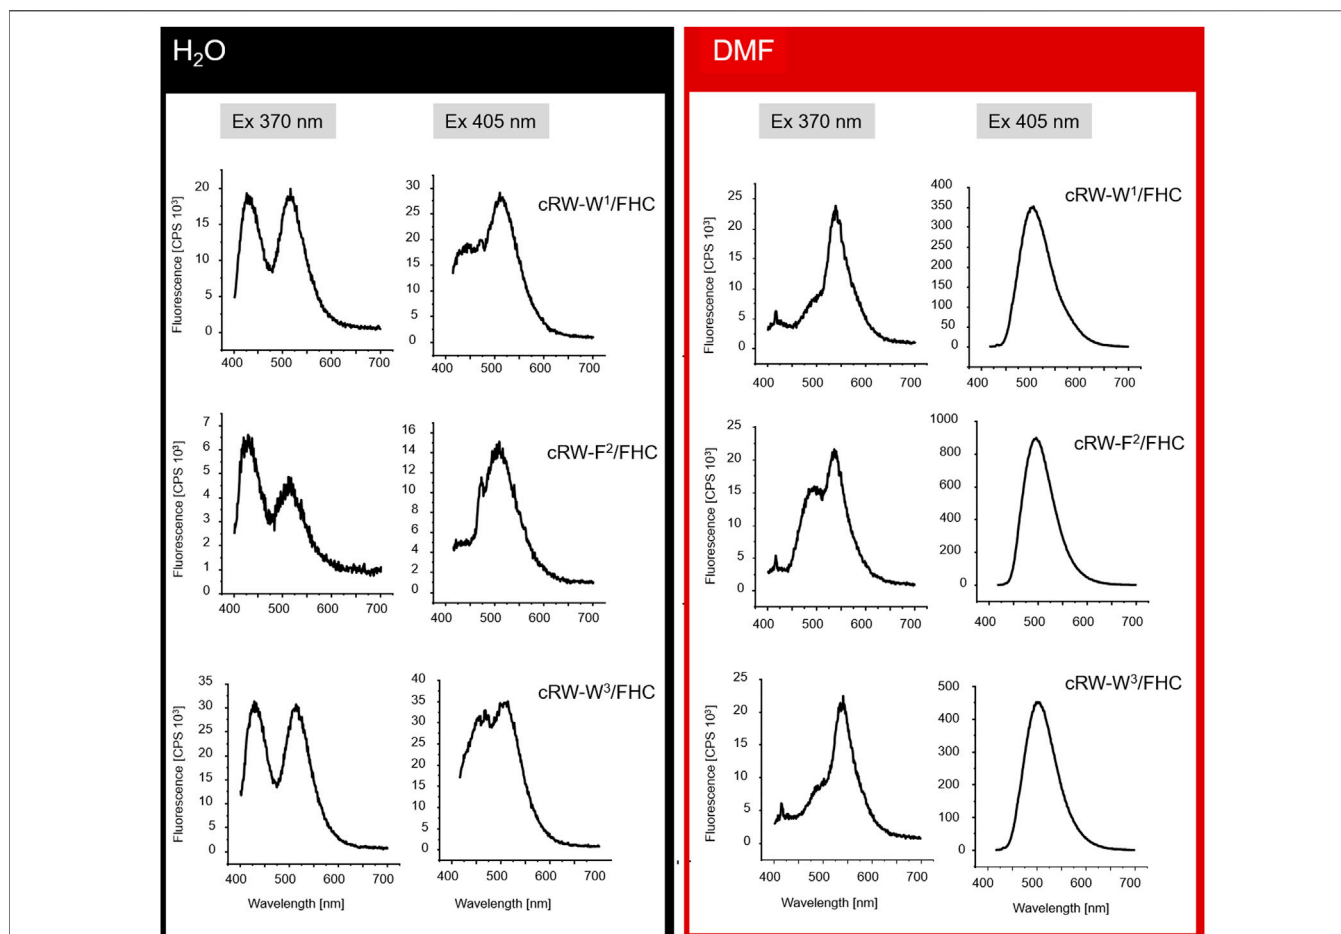 H₂O
DMF
Ex 370 nm
Ex 405 nm
Ex 370 nm
Ex 405 nm
Fluorescence [CPS 10³]
20
15
10
5
0
400 500 600 700
30
25
20
15
10
5
0
400 500 600 700
cRW-W¹/FHC
Fluorescence [CPS 10³]
25
20
15
10
5
0
400 500 600 700
400
350
300
250
200
150
100
50
0
400 500 600 700
cRW-W¹/FHC
Fluorescence [CPS 10³]
7
6
5
4
3
2
1
0
400 500 600 700
16
14
12
10
8
6
4
2
0
400 500 600 700
cRW-F²/FHC
Fluorescence [CPS 10³]
25
20
15
10
5
0
400 500 600 700
1000
800
600
400
200
0
400 500 600 700
cRW-F²/FHC
Fluorescence [CPS 10³]
35
30
25
20
15
10
5
0
400 500 600 700
Wavelength [nm]
40
35
30
25
20
15
10
5
0
400 500 600 700
Wavelength [nm]
cRW-W³/FHC
Fluorescence [CPS 10³]
25
20
15
10
5
0
400 500 600 700
Wavelength [nm]
500
400
300
200
100
0
400 500 600 700
Wavelength [nm]
cRW-W³/FHC